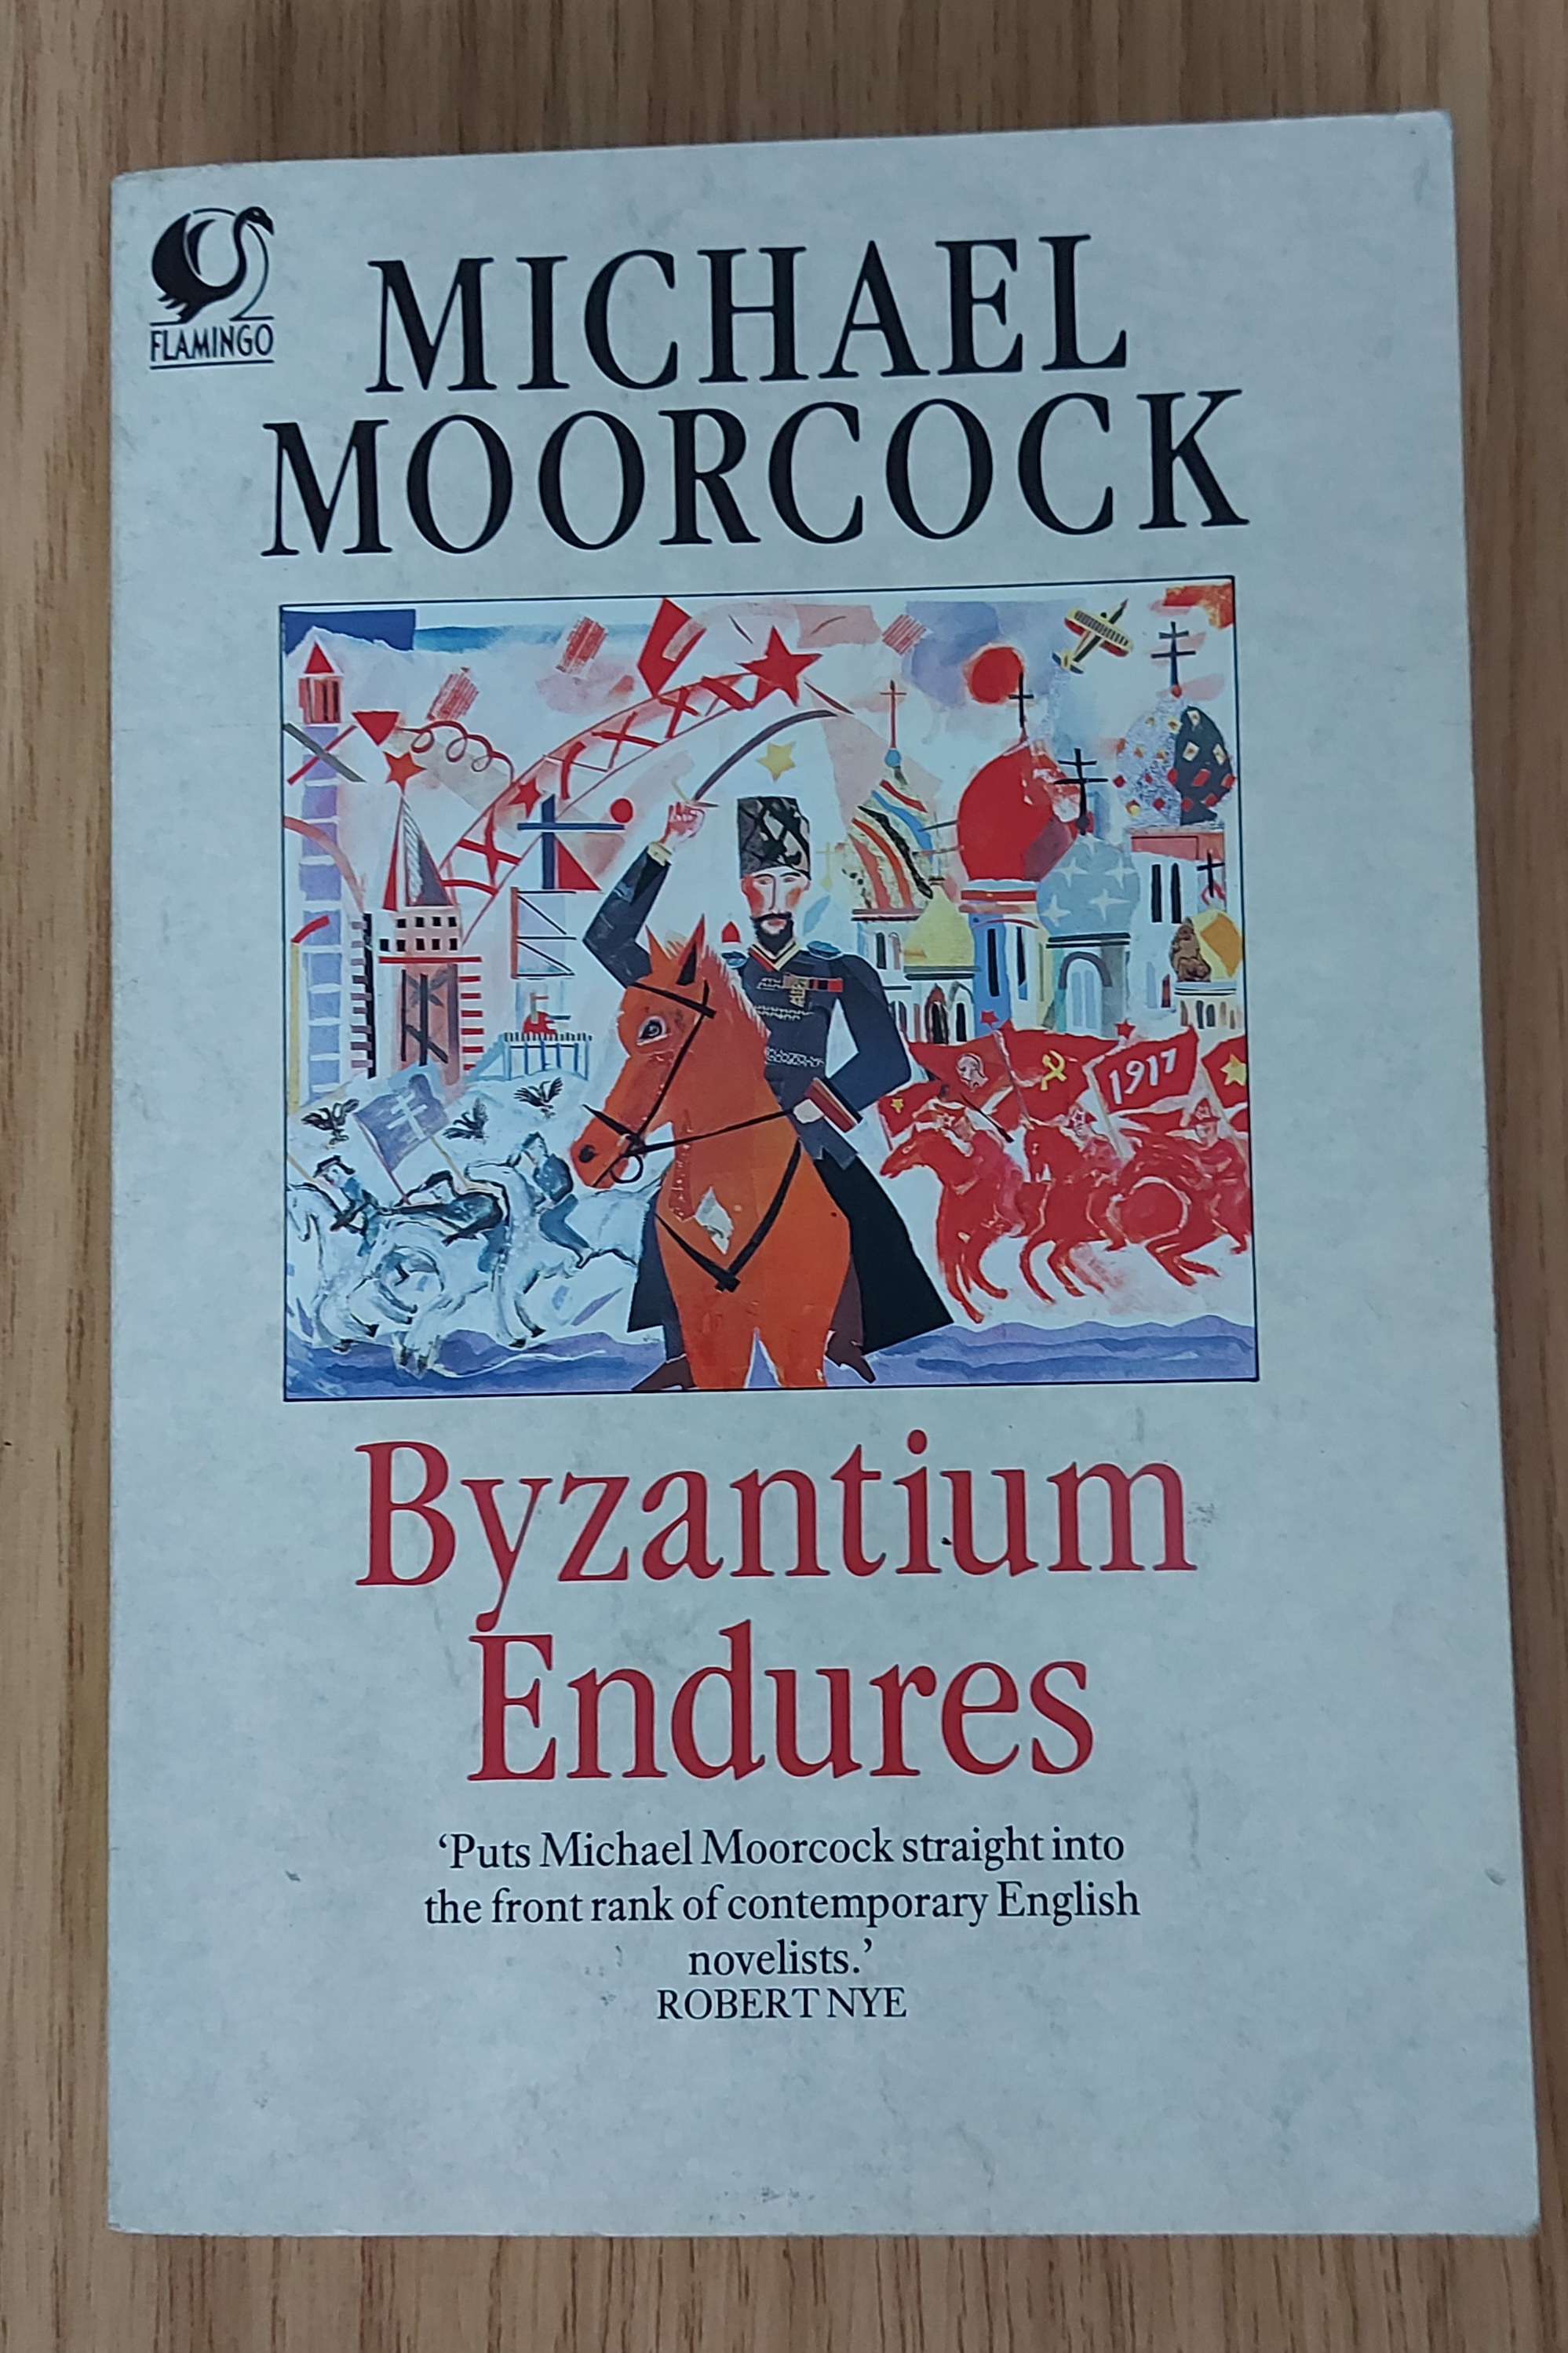 FLAMINGO
MICHAEL
MOORCOCK
1917
Byzantium
Endures
‘Puts Michael Moorcock straight into
the front rank of contemporary English
novelists.’
ROBERT NYE